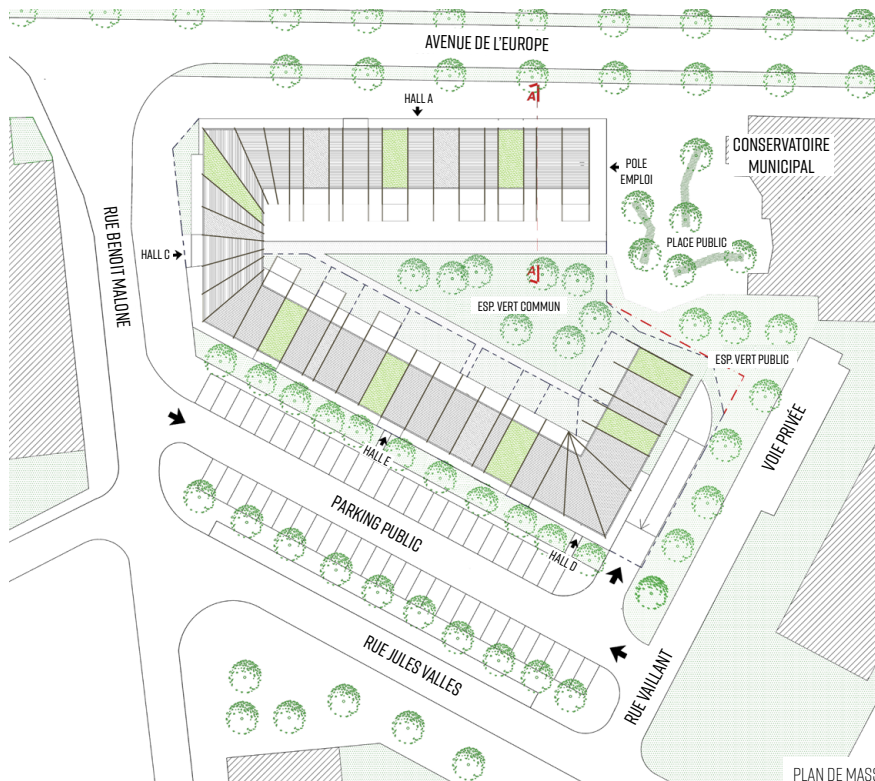 AVENUE DE L'EUROPE
HALL A
A
CONSERVATOIRE
MUNICIPAL
POLE
EMPLOI
RUE BENOIT MALONE
PLACE PUBLIC
HALL C
A
ESP. VERT COMMUN
ESP. VERT PUBLIC
VOIE PRIVÉE
HALL E
PARKING PUBLIC
HALL D
RUE JULES VALLES
RUE VAILLANT
PLAN DE MASS